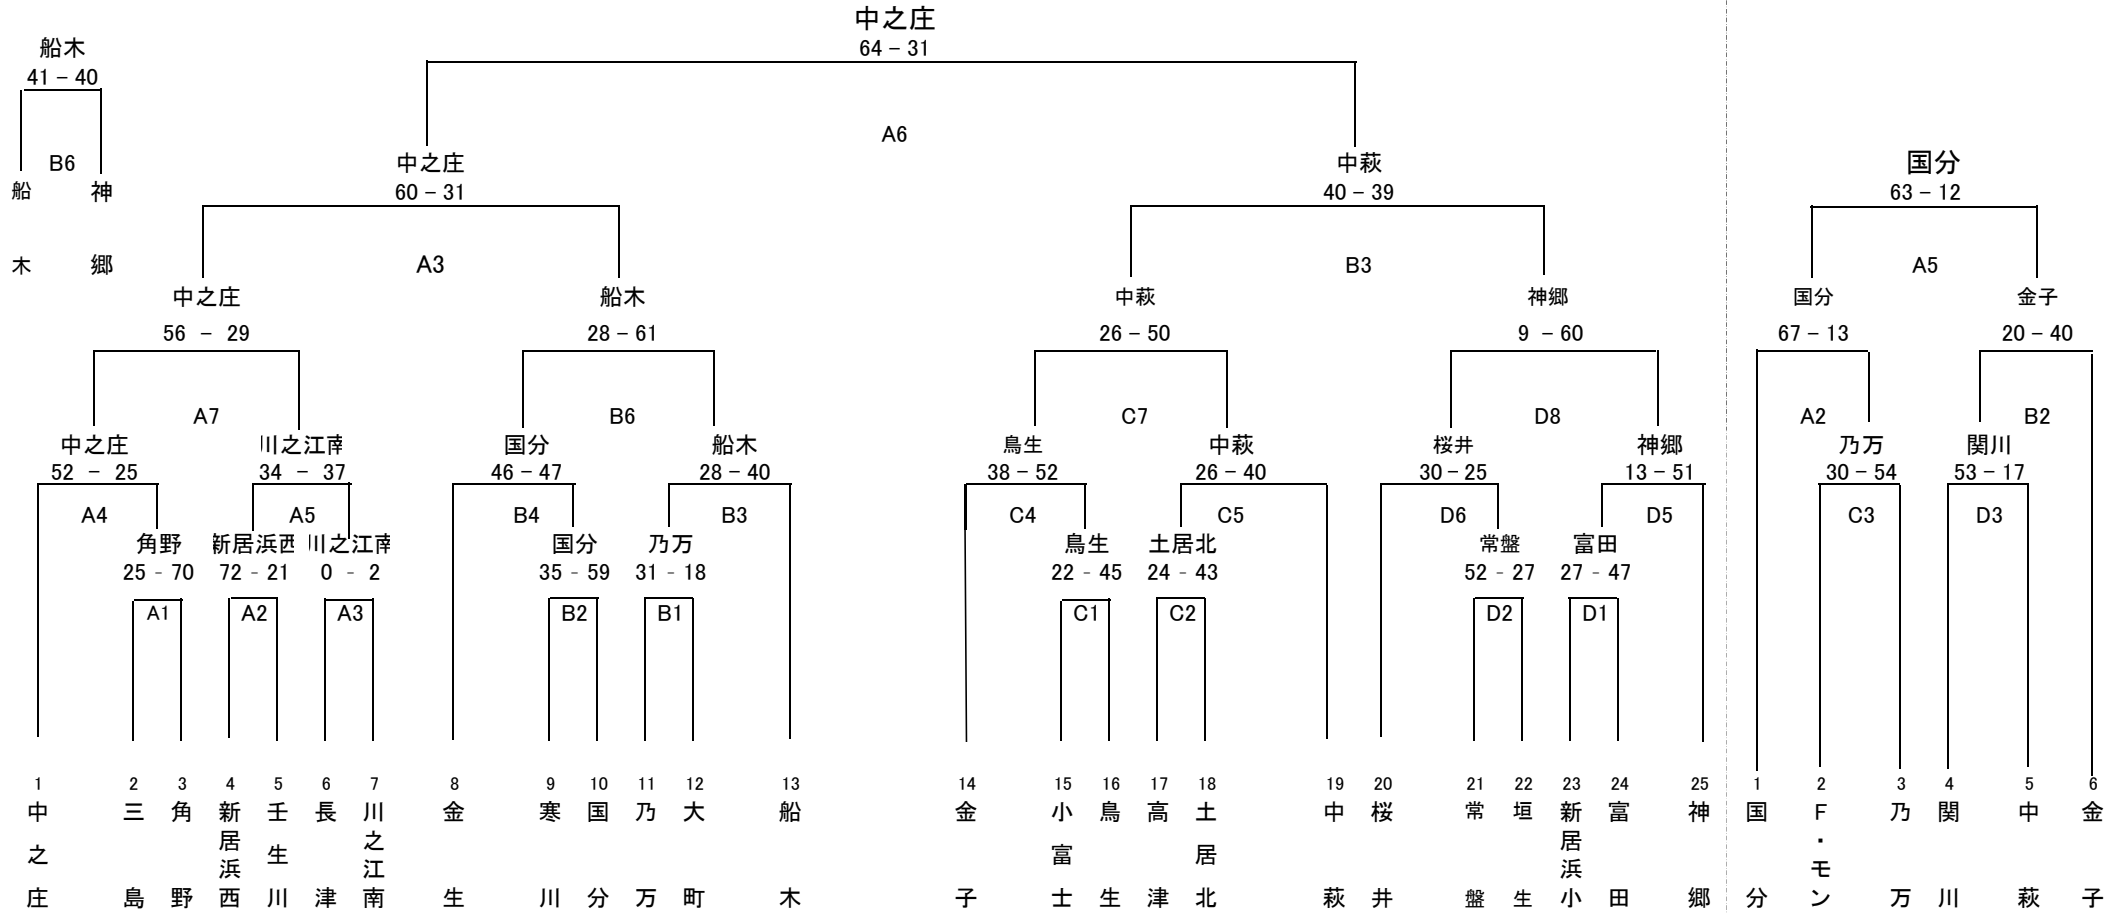 中之庄
64 – 31
船木
41 – 40
A6
B6
船木
神郷
中之庄
60 – 31
中萩
40 – 39
国分
63 – 12
A3
B3
A5
中之庄
56 – 29
船木
28 – 61
中萩
26 – 50
神郷
9 – 60
国分
67 – 13
金子
20 – 40
A7
B6
C7
D8
A2
B2
中之庄
52 – 25
川之江南
34 – 37
国分
46 – 47
船木
28 – 40
鳥生
38 – 52
中萩
26 – 40
桜井
30 – 25
神郷
13 – 51
乃万
30 – 54
関川
53 – 17
A4
A5
B4
B3
C4
C5
D6
D5
C3
D3
角野
25 - 70
新居浜西
72 - 21
川之江南
0 - 2
国分
35 - 59
乃万
31 - 18
鳥生
22 - 45
土居北
24 - 43
常盤
52 - 27
富田
27 - 47
A1
A2
A3
B2
B1
C1
C2
D2
D1
1
中之庄
2
三島
3
角野
4
新居浜西
5
壬生川
6
長津
7
川之江南
8
金生
9
寒川
10
国分
11
乃万
12
大町
13
船木
14
金子
15
小富士
16
鳥生
17
高津
18
土居北
19
中萩
20
桜井
21
常盤
22
垣生
23
新居浜小
24
富田
25
神郷
1
国分
2
F・モン
3
乃万
4
関川
5
中萩
6
金子